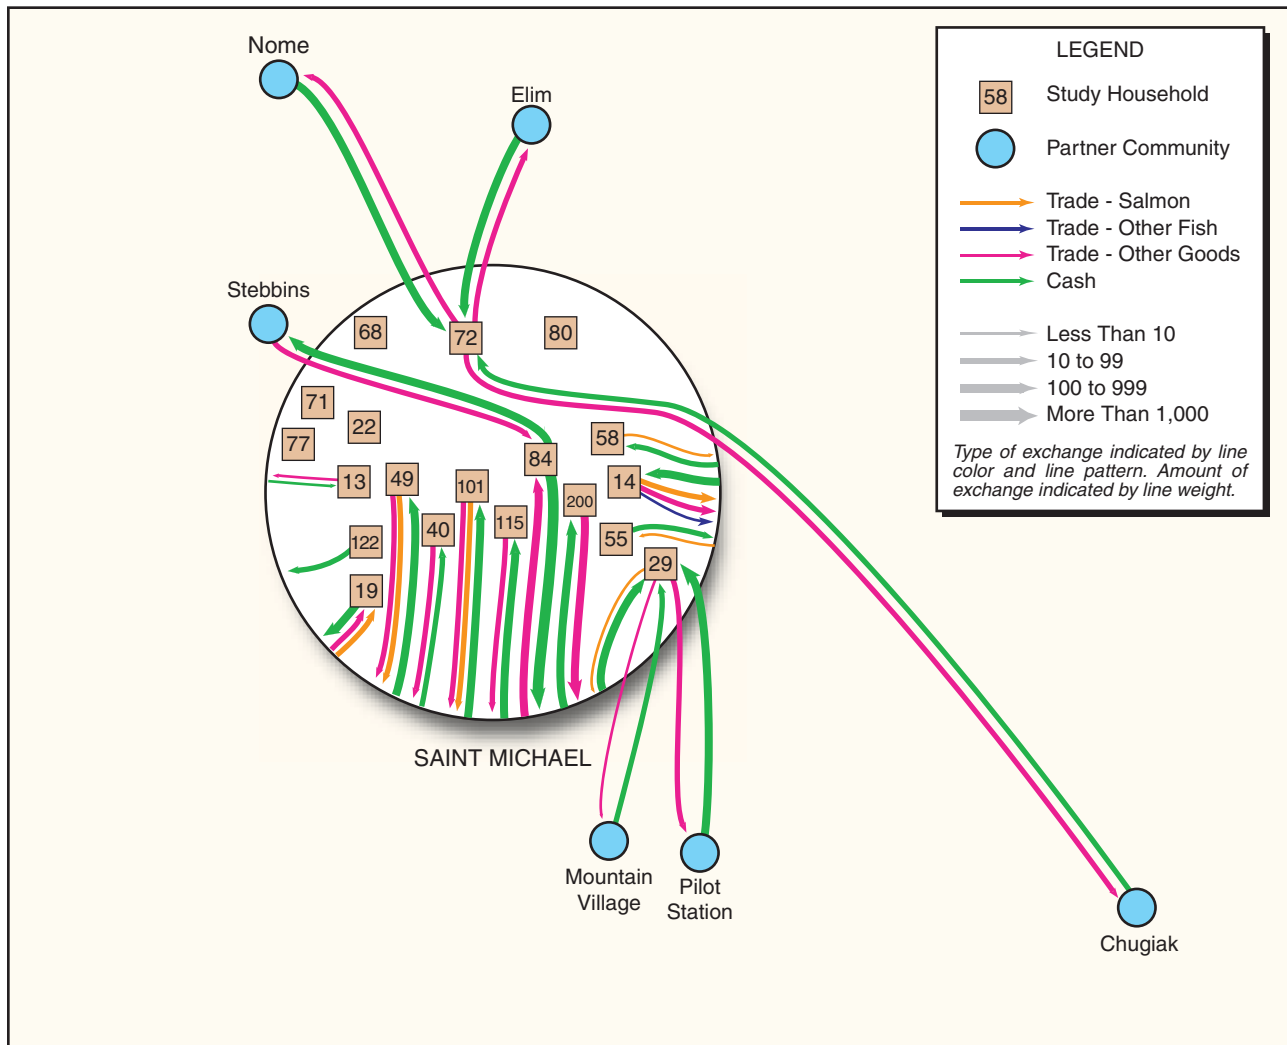 Nome
Elim
Stebbins
68
72
80
71
22
77
58
84
13
49
101
14
200
40
115
122
55
29
19
SAINT MICHAEL
Mountain
Village
Pilot
Station
Chugiak
LEGEND
58 Study Household
Partner Community
Trade - Salmon
Trade - Other Fish
Trade - Other Goods
Cash
Less Than 10
10 to 99
100 to 999
More Than 1,000
Type of exchange indicated by line
color and line pattern. Amount of
exchange indicated by line weight.